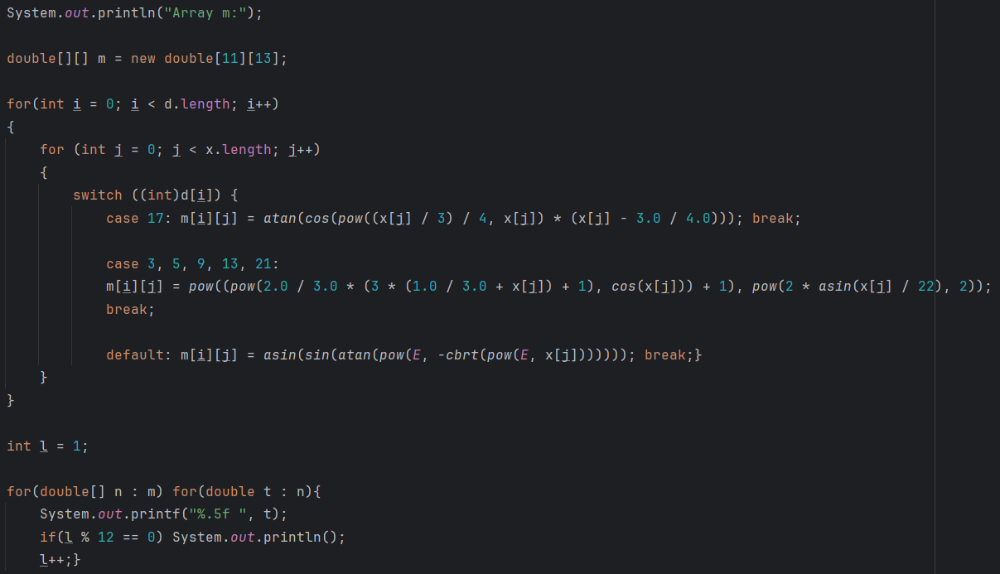 System.out.println("Array m:");
double[][] m = new double[11][13];
for(int i = 0; i < d.length; i++)
{
for (int j = 0; j < x.length; j++)
{
switch ((int)d[i]) {
case 17: m[i][j] = atan(cos(pow((x[j] / 3) / 4, x[j]) * (x[j] - 3.0 / 4.0))); break;
case 3, 5, 9, 13, 21:
m[i][j] = pow((pow(2.0 / 3.0 * (3 * (1.0 / 3.0 + x[j]) + 1), cos(x[j])) + 1), pow(2 * asin(x[j] / 22), 2));
break;
default: m[i][j] = asin(sin(atan(pow(E, -cbrt(pow(E, x[j])))))); break;}
}
}
int l = 1;
for(double[] n : m) for(double t : n){
System.out.printf("%.5f ", t);
if(l % 12 == 0) System.out.println();
l++;}